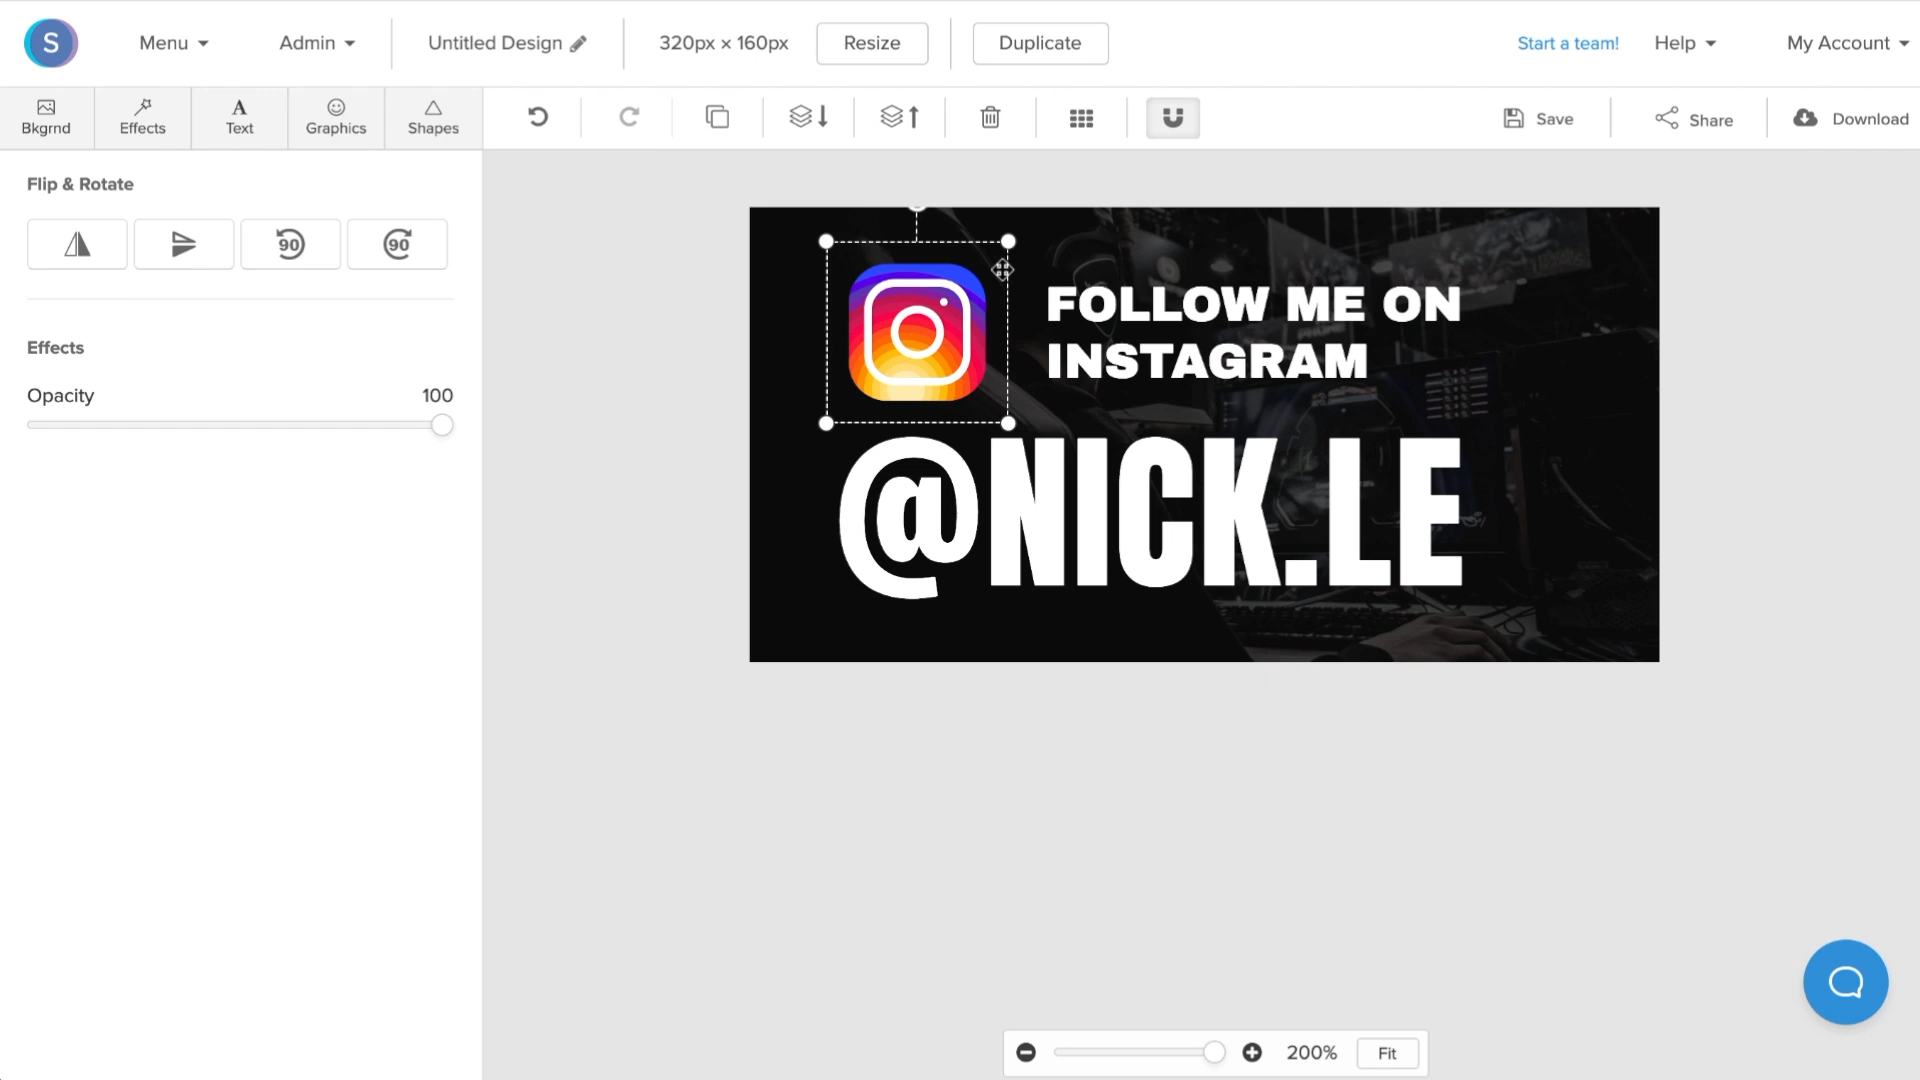 S
Menu
Admin
Untitled Design
320px × 160px
Resize
Duplicate
Start a team!
Help
My Account
Bkgrnd
Effects
Text
Graphics
Shapes
Save
Share
Download
Flip & Rotate
90
90
Effects
Opacity
100
FOLLOW ME ON
INSTAGRAM
@NICK.LE
200%
Fit